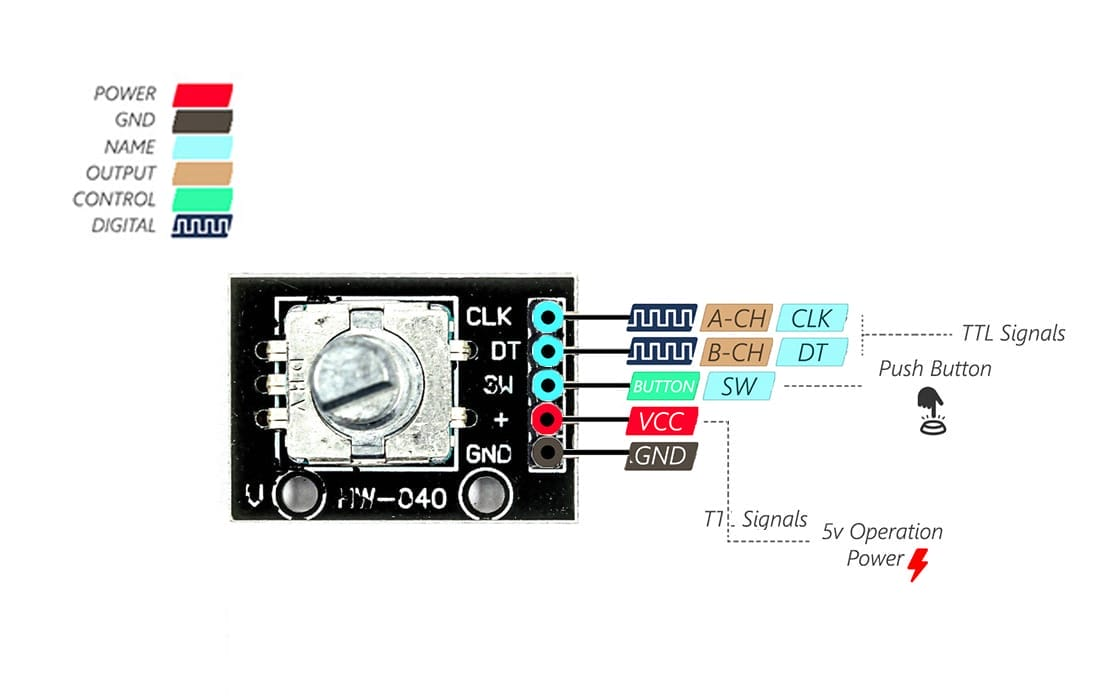 POWER
GND
NAME
OUTPUT
CONTROL
DIGITAL
CLK
DT
SW
+
GND
V
HW-040
A-CH CLK
B-CH DT
BUTTON SW
VCC
.GND
TTL Signals
Push Button
TTL Signals
5v Operation
Power